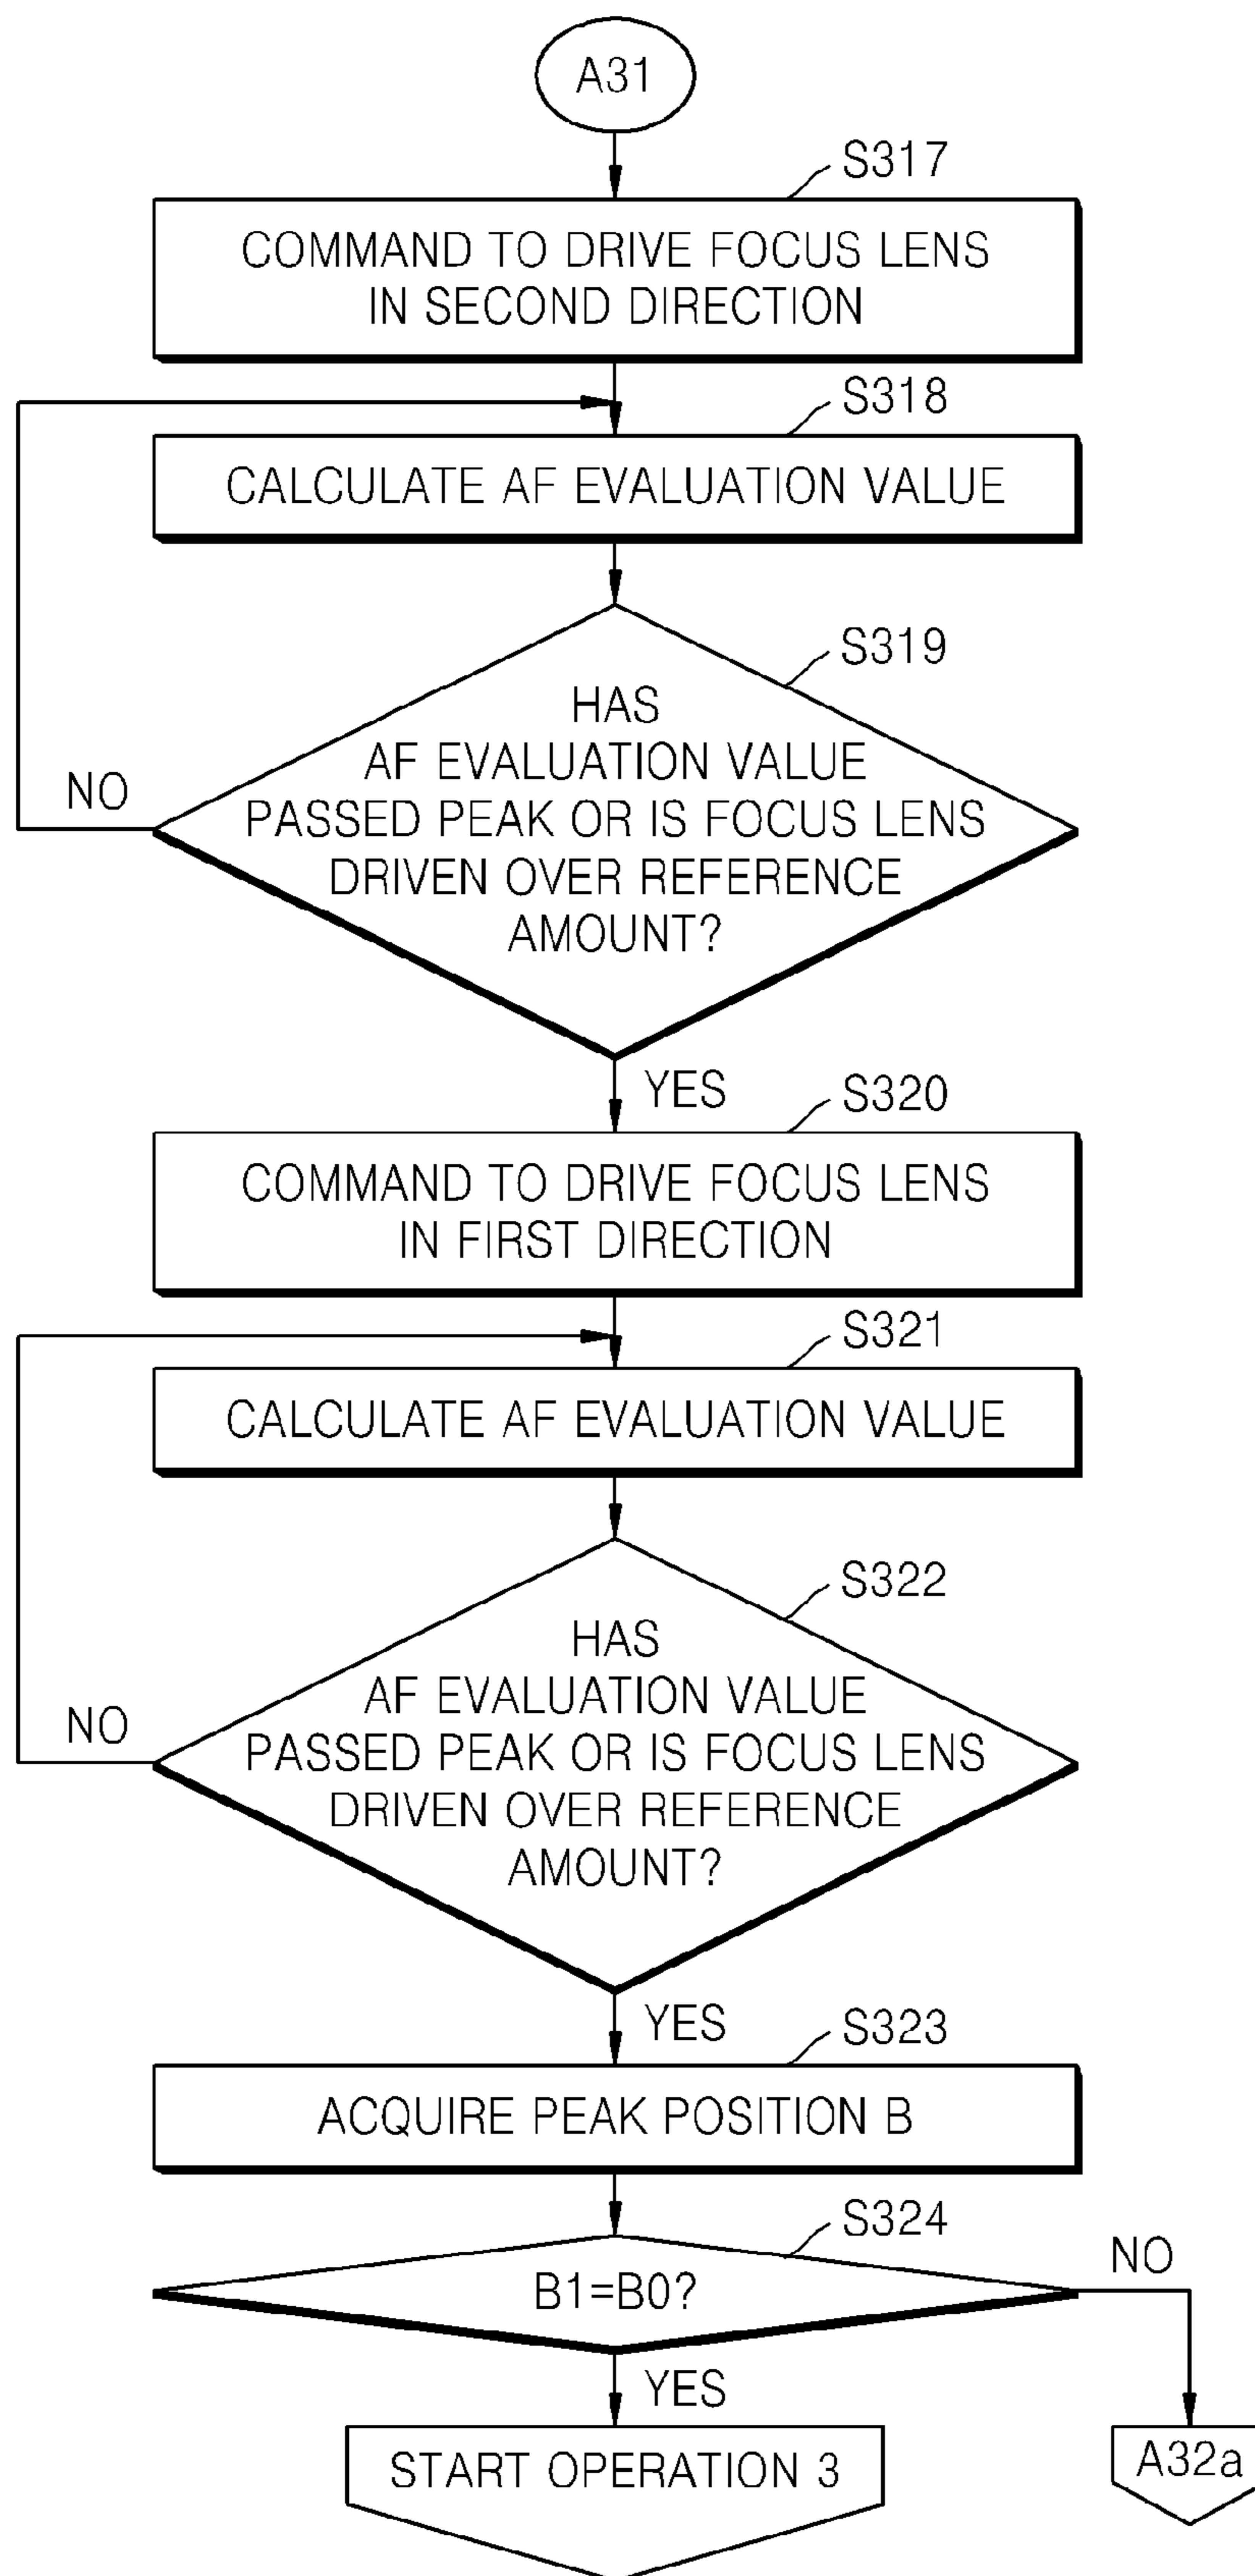 A31
S317
COMMAND TO DRIVE FOCUS LENS
IN SECOND DIRECTION
S318
CALCULATE AF EVALUATION VALUE
S319
HAS
AF EVALUATION VALUE
PASSED PEAK OR IS FOCUS LENS
DRIVEN OVER REFERENCE
AMOUNT?
NO
YES
S320
COMMAND TO DRIVE FOCUS LENS
IN FIRST DIRECTION
S321
CALCULATE AF EVALUATION VALUE
S322
HAS
AF EVALUATION VALUE
PASSED PEAK OR IS FOCUS LENS
DRIVEN OVER REFERENCE
AMOUNT?
NO
YES
S323
ACQUIRE PEAK POSITION B
S324
B1=B0?
NO
YES
START OPERATION 3
A32a